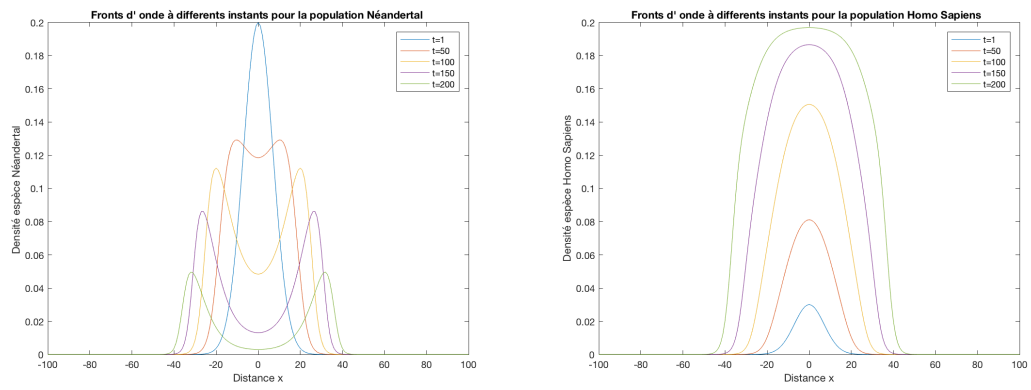 Fronts d' onde à differents instants pour la population Néandertal
Densité espèce Néandertal
0.2
0.18
0.16
0.14
0.12
0.1
0.08
0.06
0.04
0.02
0
-100 -80 -60 -40 -20 0 20 40 60 80 100
Distance x
t=1
t=50
t=100
t=150
t=200
Fronts d' onde à differents instants pour la population Homo Sapiens
Densité espèce Homo Sapiens
0.2
0.18
0.16
0.14
0.12
0.1
0.08
0.06
0.04
0.02
0
-100 -80 -60 -40 -20 0 20 40 60 80 100
Distance x
t=1
t=50
t=100
t=150
t=200